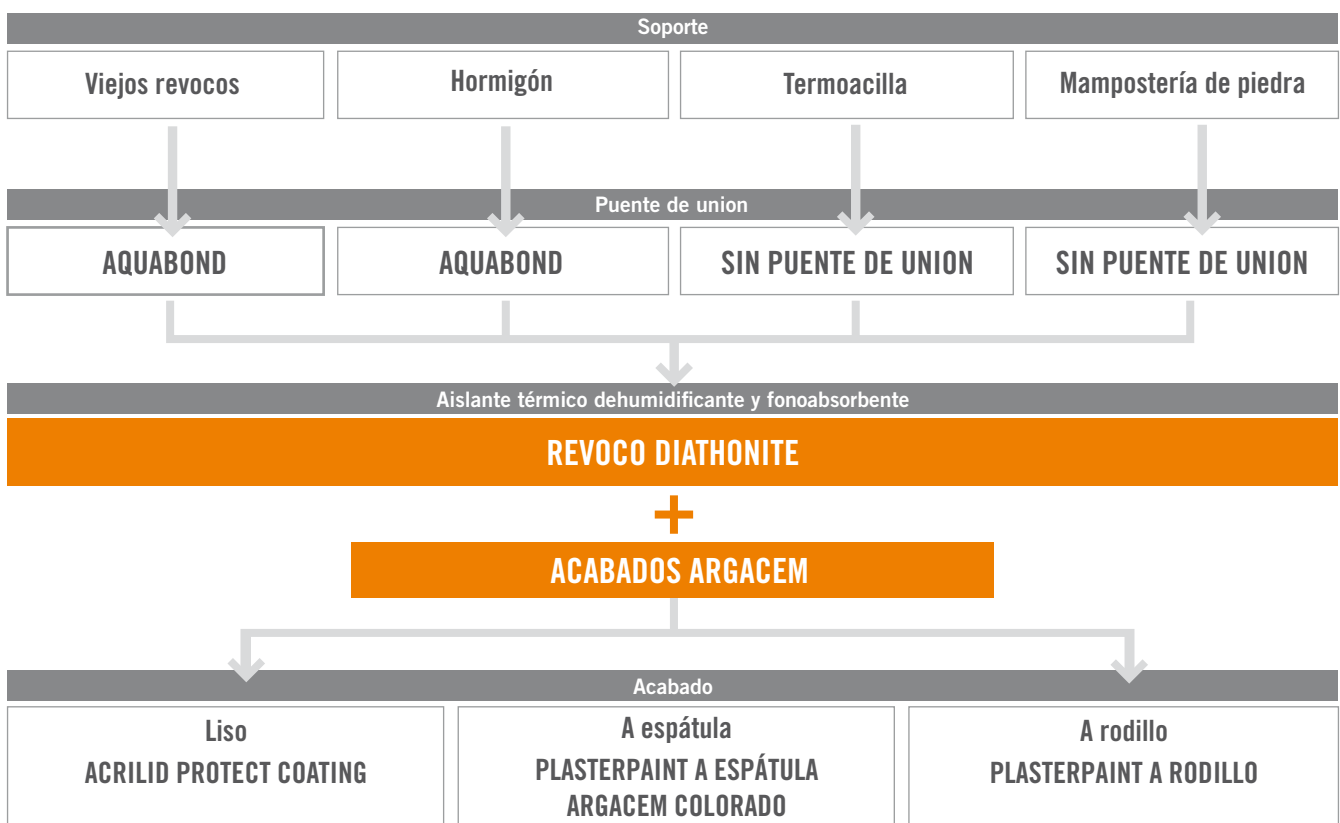 Soporte
Viejos revocos
Hormigón
Termoacilla
Mampostería de piedra
Puente de union
AQUABOND
AQUABOND
SIN PUENTE DE UNION
SIN PUENTE DE UNION
Aislante térmico dehumidificante y fonoabsorbente
REVOCO DIATHONITE
+
ACABADOS ARGACEM
Acabado
Liso
ACRILID PROTECT COATING
A espátula
PLASTERPAINT A ESPÁTULA
ARGACEM COLORADO
A rodillo
PLASTERPAINT A RODILLO